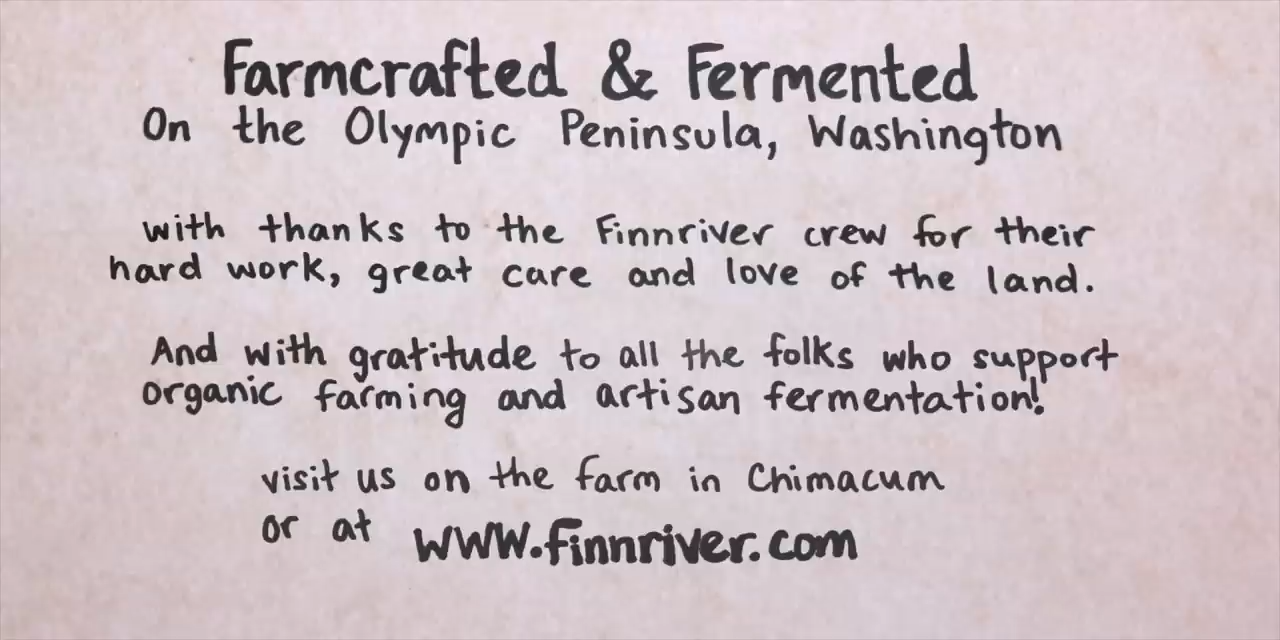 Farmcrafted & Fermented
On the Olympic Peninsula, Washington
with thanks to the Finnriver crew for their
hard work, great care and love of the land.
And with gratitude to all the folks who support
organic farming and artisan fermentation!
visit us on the farm in Chimacum
or at www.finnriver.com